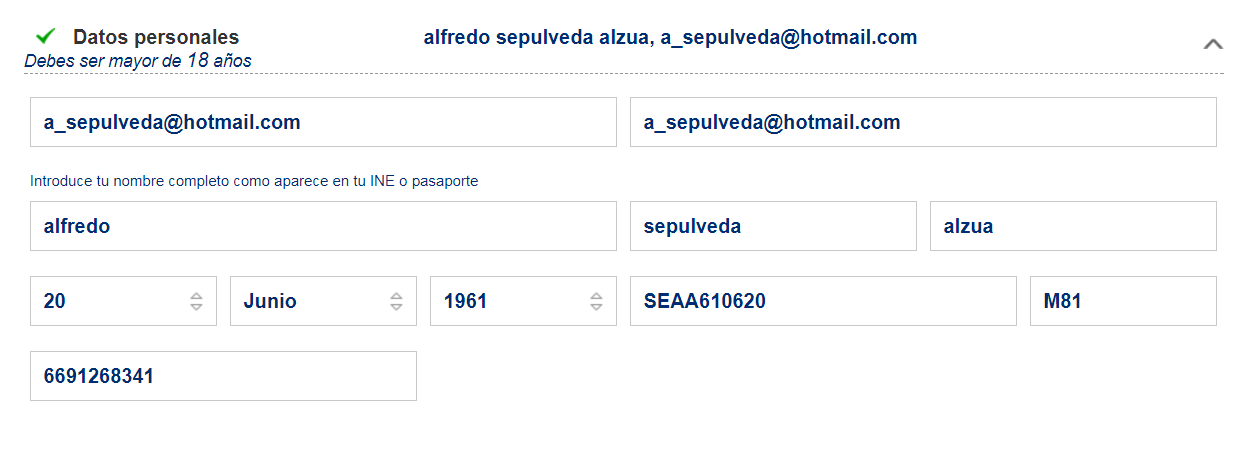 Datos personales alfredo sepulveda alzua, a_sepulveda@hotmail.com
Debes ser mayor de 18 años
a_sepulveda@hotmail.com a_sepulveda@hotmail.com
Introduce tu nombre completo como aparece en tu INE o pasaporte
alfredo sepulveda alzua
20 Junio 1961 SEAA610620 M81
6691268341